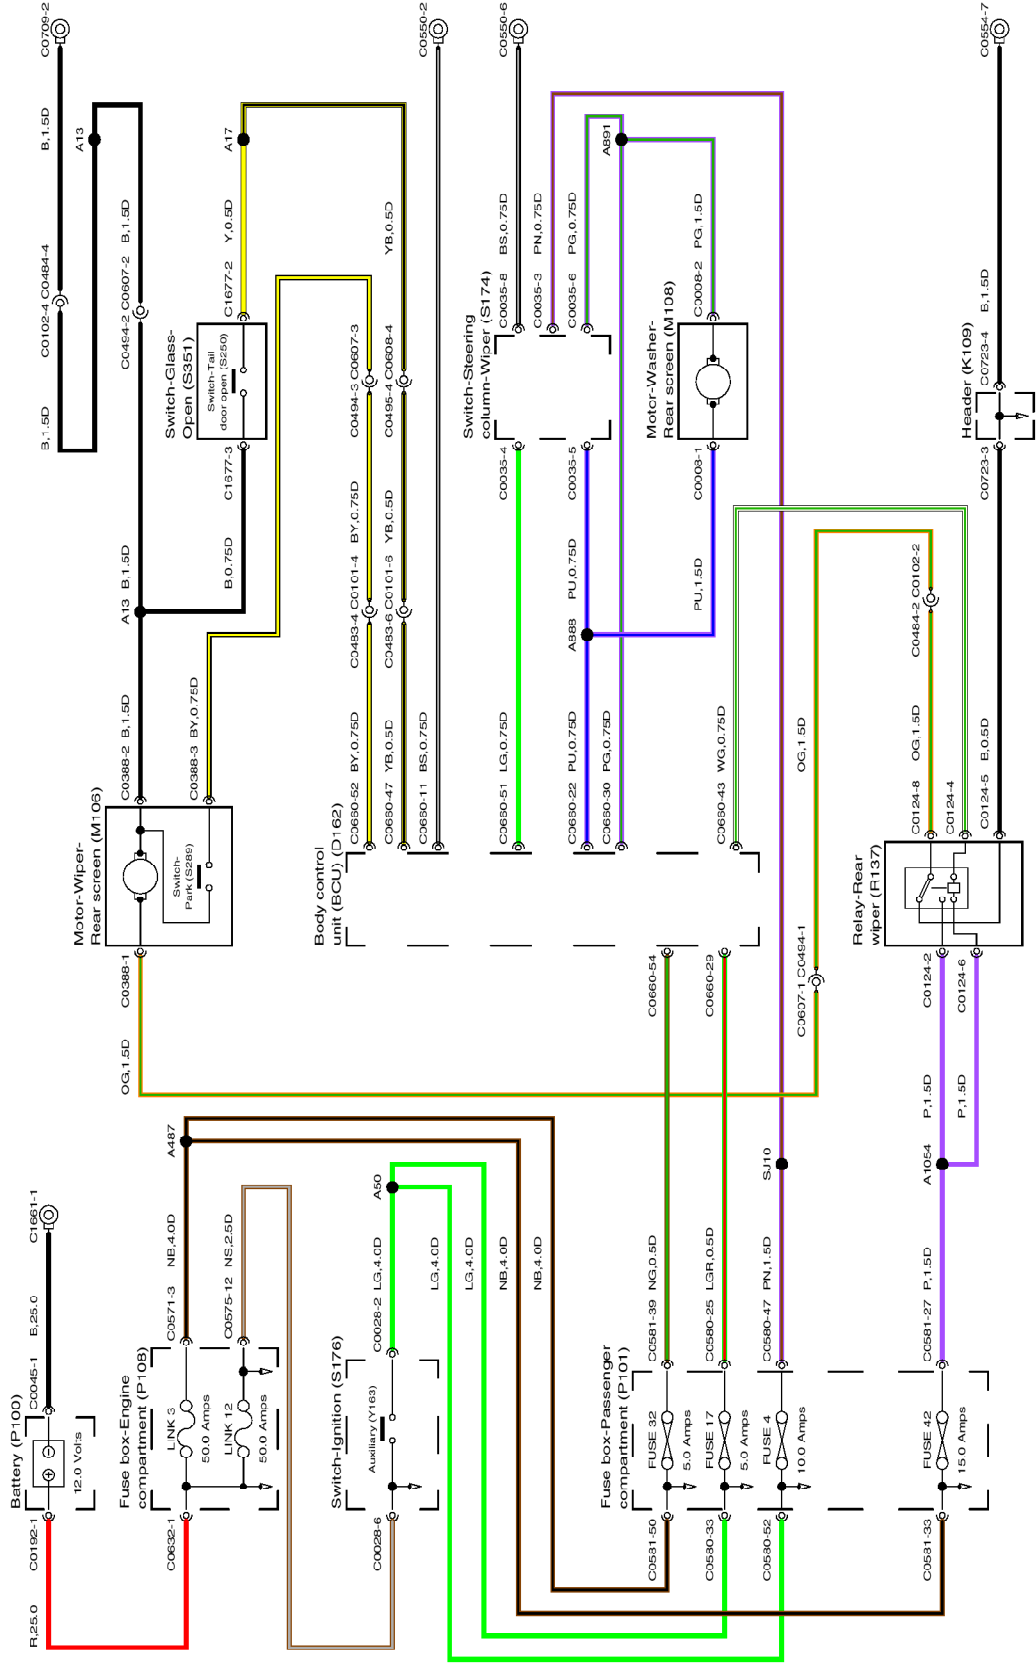 Battery (P100)
12.0 Volts
C0192-1
R,25.0
C0045-1
B,25.0
C1661-1
Fuse box-Engine
compartment (P108)
LINK 3
50.0 Amps
LINK 12
50.0 Amps
C0632-1
C0571-3
NB,4.0D
A487
C0575-12
NS,2.5D
Switch-Ignition (S176)
Auxiliary (Y163)
C0028-6
C0028-2
LG,4.0D
A50
LG,4.0D
LG,4.0D
NB,4.0D
NB,4.0D
Fuse box-Passenger
compartment (P101)
FUSE 32
5.0 Amps
FUSE 17
5.0 Amps
FUSE 4
10.0 Amps
FUSE 42
15.0 Amps
C0581-50
C0580-33
C0580-52
C0581-33
C0581-39
NG,0.5D
C0580-25
LGR,0.5D
C0580-47
PN,1.5D
SJ10
C0581-27
P,1.5D
A1054
P,1.5D
P,1.5D
Motor-Wiper-
Rear screen (M106)
Switch-
Park (S289)
C0388-1
OG,1.5D
C0388-2
B,1.5D
C0388-3
BY,0.75D
A13
B,1.5D
Body control
unit (BCU) (D162)
C0660-54
C0660-29
C0660-52
BY,0.75D
C0660-47
YB,0.5D
C0660-11
BS,0.75D
C0660-51
LG,0.75D
C0660-22
PU,0.75D
C0660-30
PG,0.75D
C0660-43
WG,0.75D
C0607-1
C0494-1
OG,1.5D
Relay-Rear
wiper (R137)
C0124-2
C0124-6
C0124-8
OG,1.5D
C0124-4
C0124-5
B,0.5D
C0484-2
C0102-2
Switch-Glass-
Open (S351)
Switch-Tail
door open (S250)
C1677-3
B,0.75D
C1677-2
Y,0.5D
A17
YB,0.5D
C0483-4
C0101-4
BY,0.75D
C0494-3
C0607-3
C0483-6
C0101-6
YB,0.5D
C0495-4
C0608-4
C0494-2
C0607-2
B,1.5D
A13
B,1.5D
C0102-4
C0484-4
B,1.5D
C0709-2
C0550-2
C0550-6
Switch-Steering
column-Wiper (S174)
C0035-4
C0035-5
PU,0.75D
A888
C0035-8
BS,0.75D
C0035-3
PN,0.75D
C0035-6
PG,0.75D
A891
Motor-Washer-
Rear screen (M108)
C0008-1
PU,1.5D
C0008-2
PG,1.5D
Header (K109)
C0723-3
C0723-4
B,1.5D
C0554-7